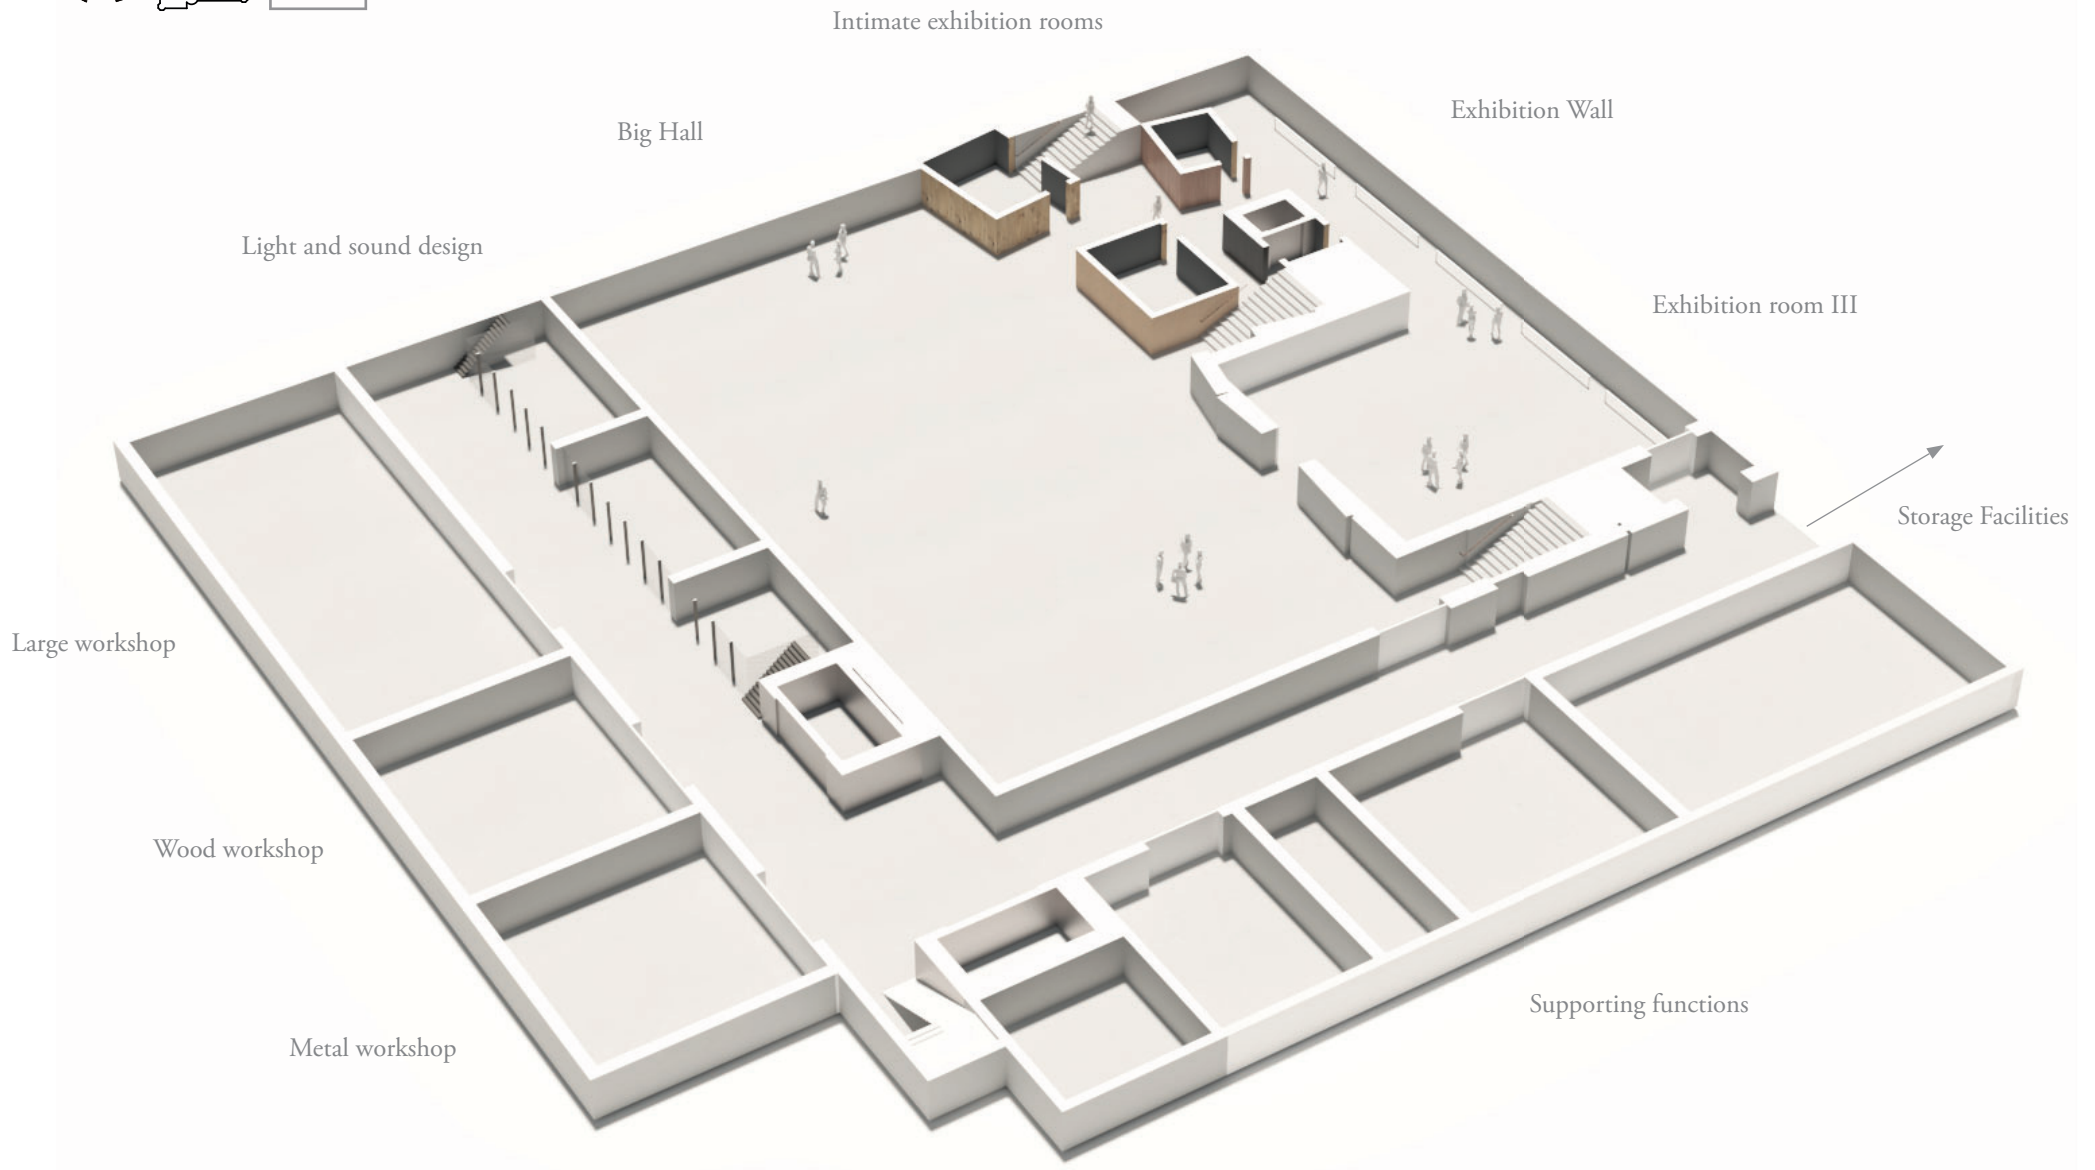 Intimate exhibition rooms
Exhibition Wall
Big Hall
Light and sound design
Exhibition room III
Storage Facilities
Large workshop
Wood workshop
Supporting functions
Metal workshop